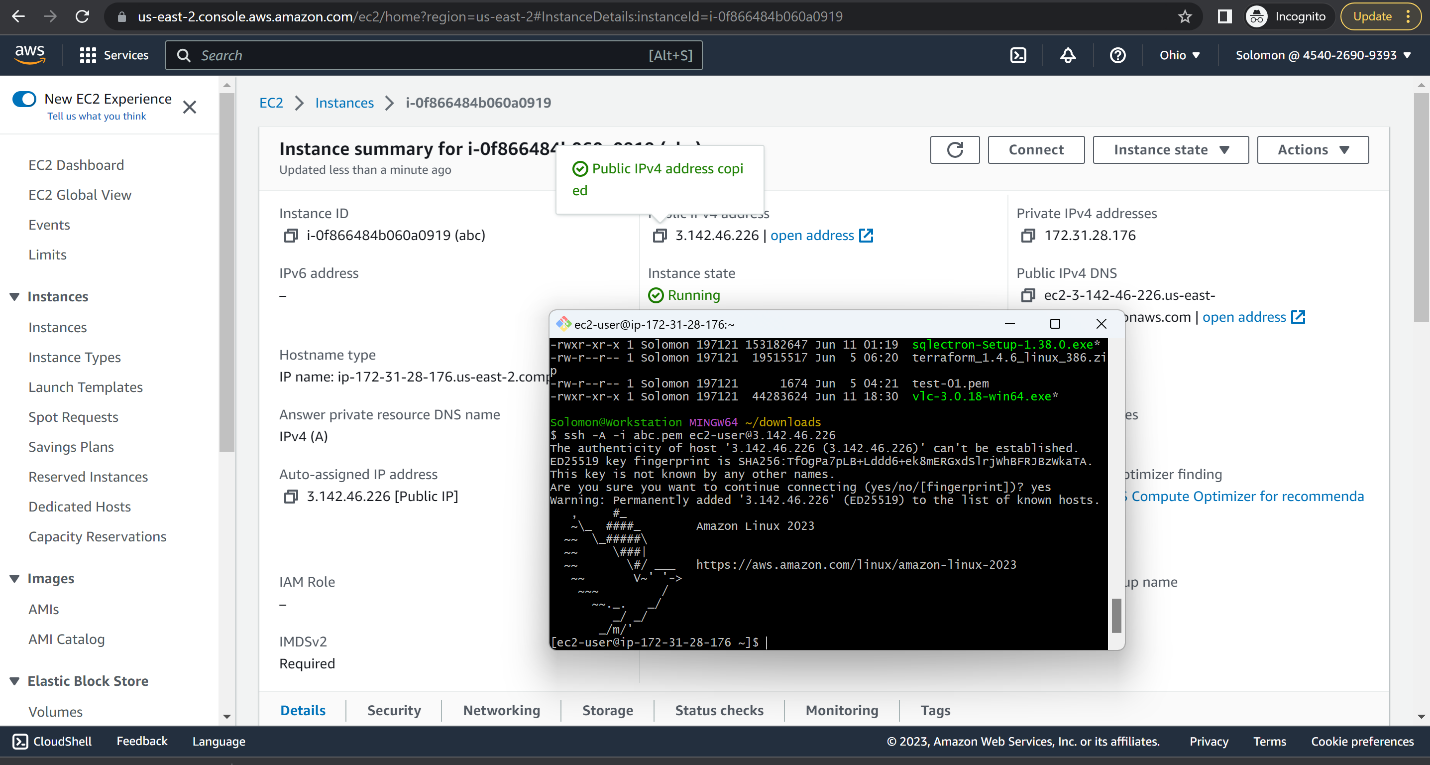 us-east-2.console.aws.amazon.com/ec2/home?region=us-east-2#InstanceDetails:instanceId=i-0f866484b060a0919
Incognito
Update
aws
Services
Search
[Alt+S]
Ohio
Solomon @ 4540-2690-9393
New EC2 Experience
Tell us what you think
EC2 Dashboard
EC2 Global View
Events
Limits
Instances
Instances
Instance Types
Launch Templates
Spot Requests
Savings Plans
Reserved Instances
Dedicated Hosts
Capacity Reservations
Images
AMIs
AMI Catalog
Elastic Block Store
Volumes
EC2 > Instances > i-0f866484b060a0919
Instance summary for i-0f866484b060a0919 (abc)
Updated less than a minute ago
Connect
Instance state
Actions
Public IPv4 address copi
ed
Instance ID
i-0f866484b060a0919 (abc)
Public IPv4 address
3.142.46.226 | open address
Private IPv4 addresses
172.31.28.176
IPv6 address
–
Instance state
Running
Public IPv4 DNS
ec2-3-142-46-226.us-east-
onaws.com | open address
Hostname type
IP name: ip-172-31-28-176.us-east-2.comp
Answer private resource DNS name
IPv4 (A)
es
Auto-assigned IP address
3.142.46.226 [Public IP]
ptimizer finding
S Compute Optimizer for recommenda
IAM Role
–
up name
IMDSv2
Required
ec2-user@ip-172-31-28-176:~
-rwxr-xr-x 1 Solomon 197121 153182647 Jun 11 01:19 sqlectron-Setup-1.38.0.exe*
-rw-r--r-- 1 Solomon 197121 19515517 Jun 5 06:20 terraform_1.4.6_linux_386.zi
p
-rw-r--r-- 1 Solomon 197121 1674 Jun 5 04:21 test-01.pem
-rwxr-xr-x 1 Solomon 197121 44283624 Jun 11 18:30 vlc-3.0.18-win64.exe*
Solomon@Workstation MINGW64 ~/downloads
$ ssh -A -i abc.pem ec2-user@3.142.46.226
The authenticity of host '3.142.46.226 (3.142.46.226)' can't be established.
ED25519 key fingerprint is SHA256:TfOgPa7pLB+Lddd6+ek8mERGxdSlrjWhBFRJBzWkaTA.
This key is not known by any other names.
Are you sure you want to continue connecting (yes/no/[fingerprint])? yes
Warning: Permanently added '3.142.46.226' (ED25519) to the list of known hosts.
   ,     #_
   ~\_  ####_        Amazon Linux 2023
  ~~  \_#####\
  ~~     \###|
  ~~       \#/ ___   https://aws.amazon.com/linux/amazon-linux-2023
   ~~       V~' '->
    ~~~         /
      ~~._.   _/
         _/ _/
       _/m/'
[ec2-user@ip-172-31-28-176 ~]$
Details
Security
Networking
Storage
Status checks
Monitoring
Tags
CloudShell
Feedback
Language
© 2023, Amazon Web Services, Inc. or its affiliates.
Privacy
Terms
Cookie preferences